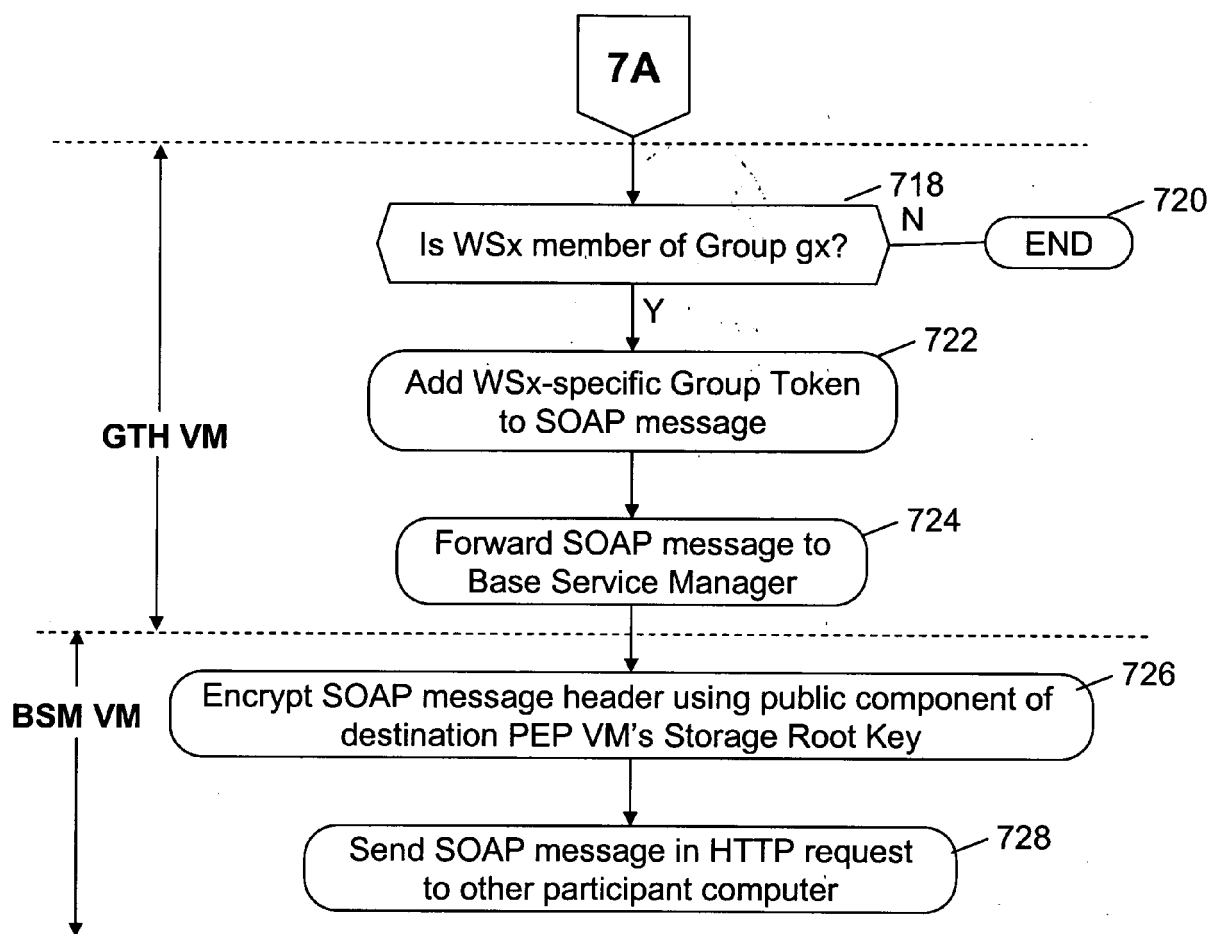 7A
718
Is WSx member of Group gx?
N
720
END
Y
722
Add WSx-specific Group Token
to SOAP message
GTH VM
724
Forward SOAP message to
Base Service Manager
726
Encrypt SOAP message header using public component of
destination PEP VM's Storage Root Key
BSM VM
728
Send SOAP message in HTTP request
to other participant computer